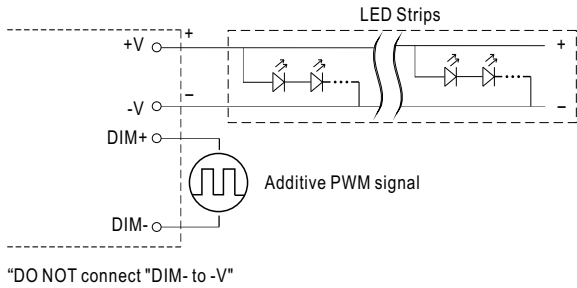 LED Strips
+V + +
-V – –
DIM+
Additive PWM signal
DIM-
“DO NOT connect "DIM- to -V"